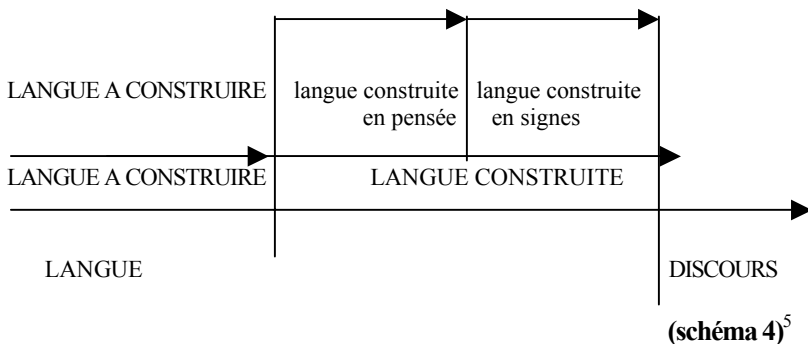 LANGUE A CONSTRUIRE langue construite en pensée langue construite en signes
LANGUE A CONSTRUIRE LANGUE CONSTRUITE
LANGUE DISCOURS
(schéma 4)5